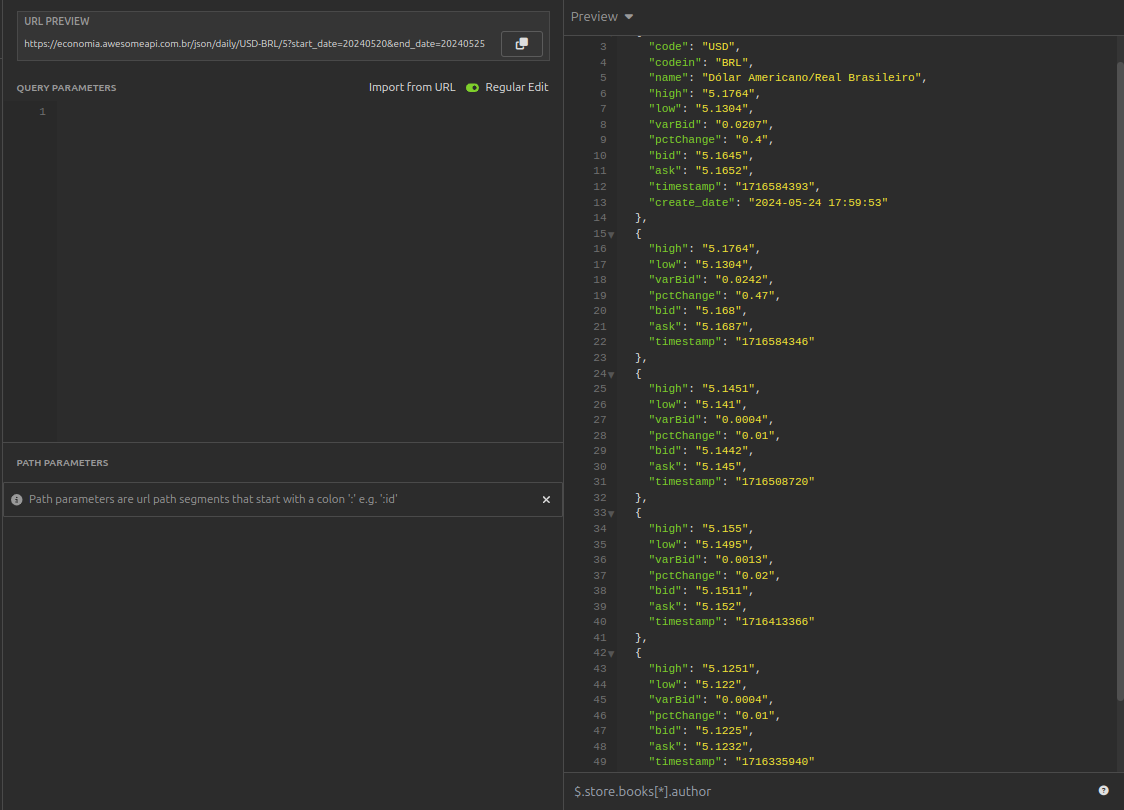 URL PREVIEW
https://economia.awesomeapi.com.br/json/daily/USD-BRL/5?start_date=20240520&end_date=20240525
QUERY PARAMETERS
Import from URL
Regular Edit
1
PATH PARAMETERS
Path parameters are url path segments that start with a colon ':' e.g. ':id'
Preview
3 "code": "USD",
4 "codein": "BRL",
5 "name": "Dólar Americano/Real Brasileiro",
6 "high": "5.1764",
7 "low": "5.1304",
8 "varBid": "0.0207",
9 "pctChange": "0.4",
10 "bid": "5.1645",
11 "ask": "5.1652",
12 "timestamp": "1716584393",
13 "create_date": "2024-05-24 17:59:53"
14 },
15 {
16 "high": "5.1764",
17 "low": "5.1304",
18 "varBid": "0.0242",
19 "pctChange": "0.47",
20 "bid": "5.168",
21 "ask": "5.1687",
22 "timestamp": "1716584346"
23 },
24 {
25 "high": "5.1451",
26 "low": "5.141",
27 "varBid": "0.0004",
28 "pctChange": "0.01",
29 "bid": "5.1442",
30 "ask": "5.145",
31 "timestamp": "1716508720"
32 },
33 {
34 "high": "5.155",
35 "low": "5.1495",
36 "varBid": "0.0013",
37 "pctChange": "0.02",
38 "bid": "5.1511",
39 "ask": "5.152",
40 "timestamp": "1716413366"
41 },
42 {
43 "high": "5.1251",
44 "low": "5.122",
45 "varBid": "0.0004",
46 "pctChange": "0.01",
47 "bid": "5.1225",
48 "ask": "5.1232",
49 "timestamp": "1716335940"
$.store.books[*].author